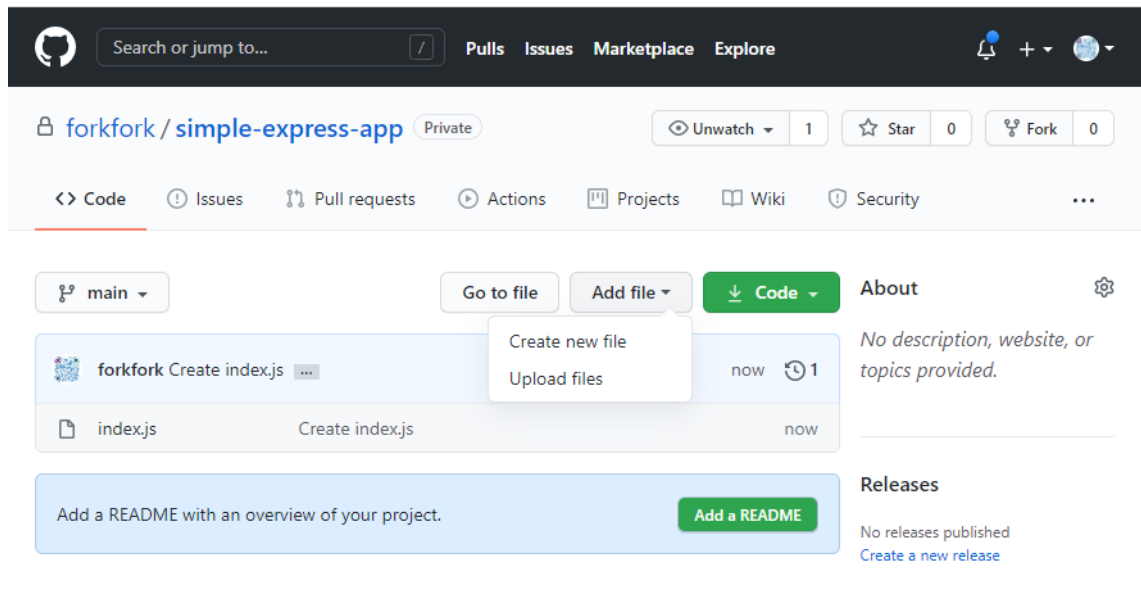 Search or jump to... / Pulls Issues Marketplace Explore
forkfork / simple-express-app Private Unwatch 1 Star 0 Fork 0
Code Issues Pull requests Actions Projects Wiki Security ...
main Go to file Add file Code About
Create new file
Upload files
No description, website, or
topics provided.
forkfork Create index.js ... now 1
index.js Create index.js now
Releases
Add a README with an overview of your project. Add a README
No releases published
Create a new release